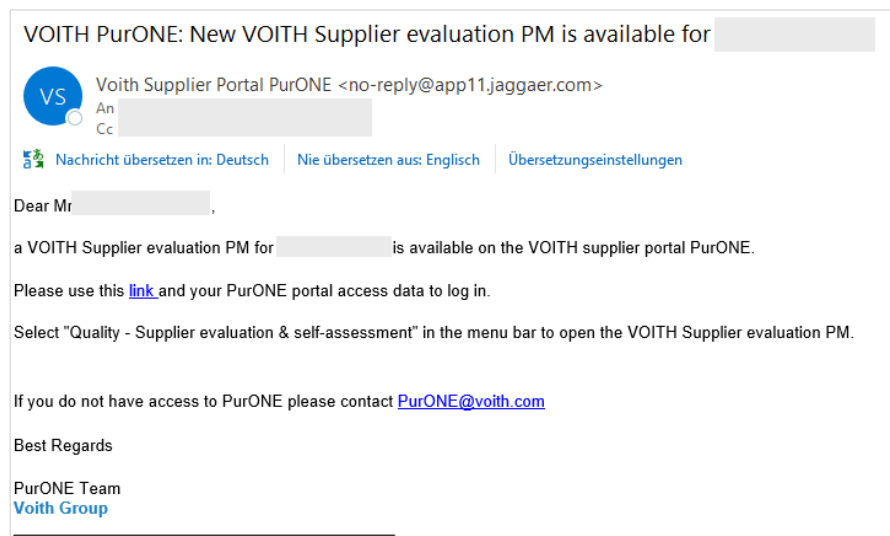 VOITH PurONE: New VOITH Supplier evaluation PM is available for
VS
Voith Supplier Portal PurONE <no-reply@app11.jaggaer.com>
An
Cc
Nachricht übersetzen in: Deutsch Nie übersetzen aus: Englisch Übersetzungseinstellungen
Dear Mr ,
a VOITH Supplier evaluation PM for is available on the VOITH supplier portal PurONE.
Please use this link and your PurONE portal access data to log in.
Select "Quality - Supplier evaluation & self-assessment" in the menu bar to open the VOITH Supplier evaluation PM.
If you do not have access to PurONE please contact PurONE@voith.com
Best Regards
PurONE Team
Voith Group